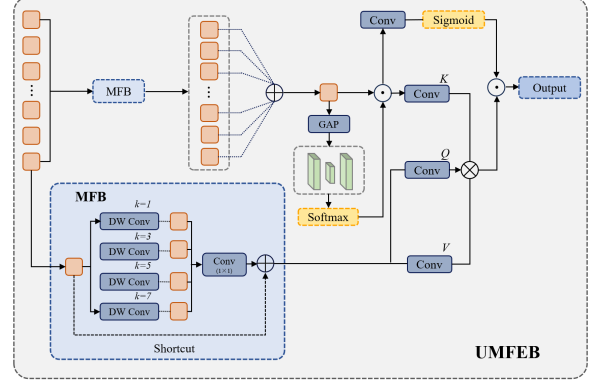 Conv
Sigmoid
MFB
K
Conv
Output
GAP
Q
Conv
Softmax
MFB
k=1
DW Conv
k=3
DW Conv
k=5
DW Conv
k=7
DW Conv
Conv
(1×1)
V
Conv
Shortcut
UMFEB